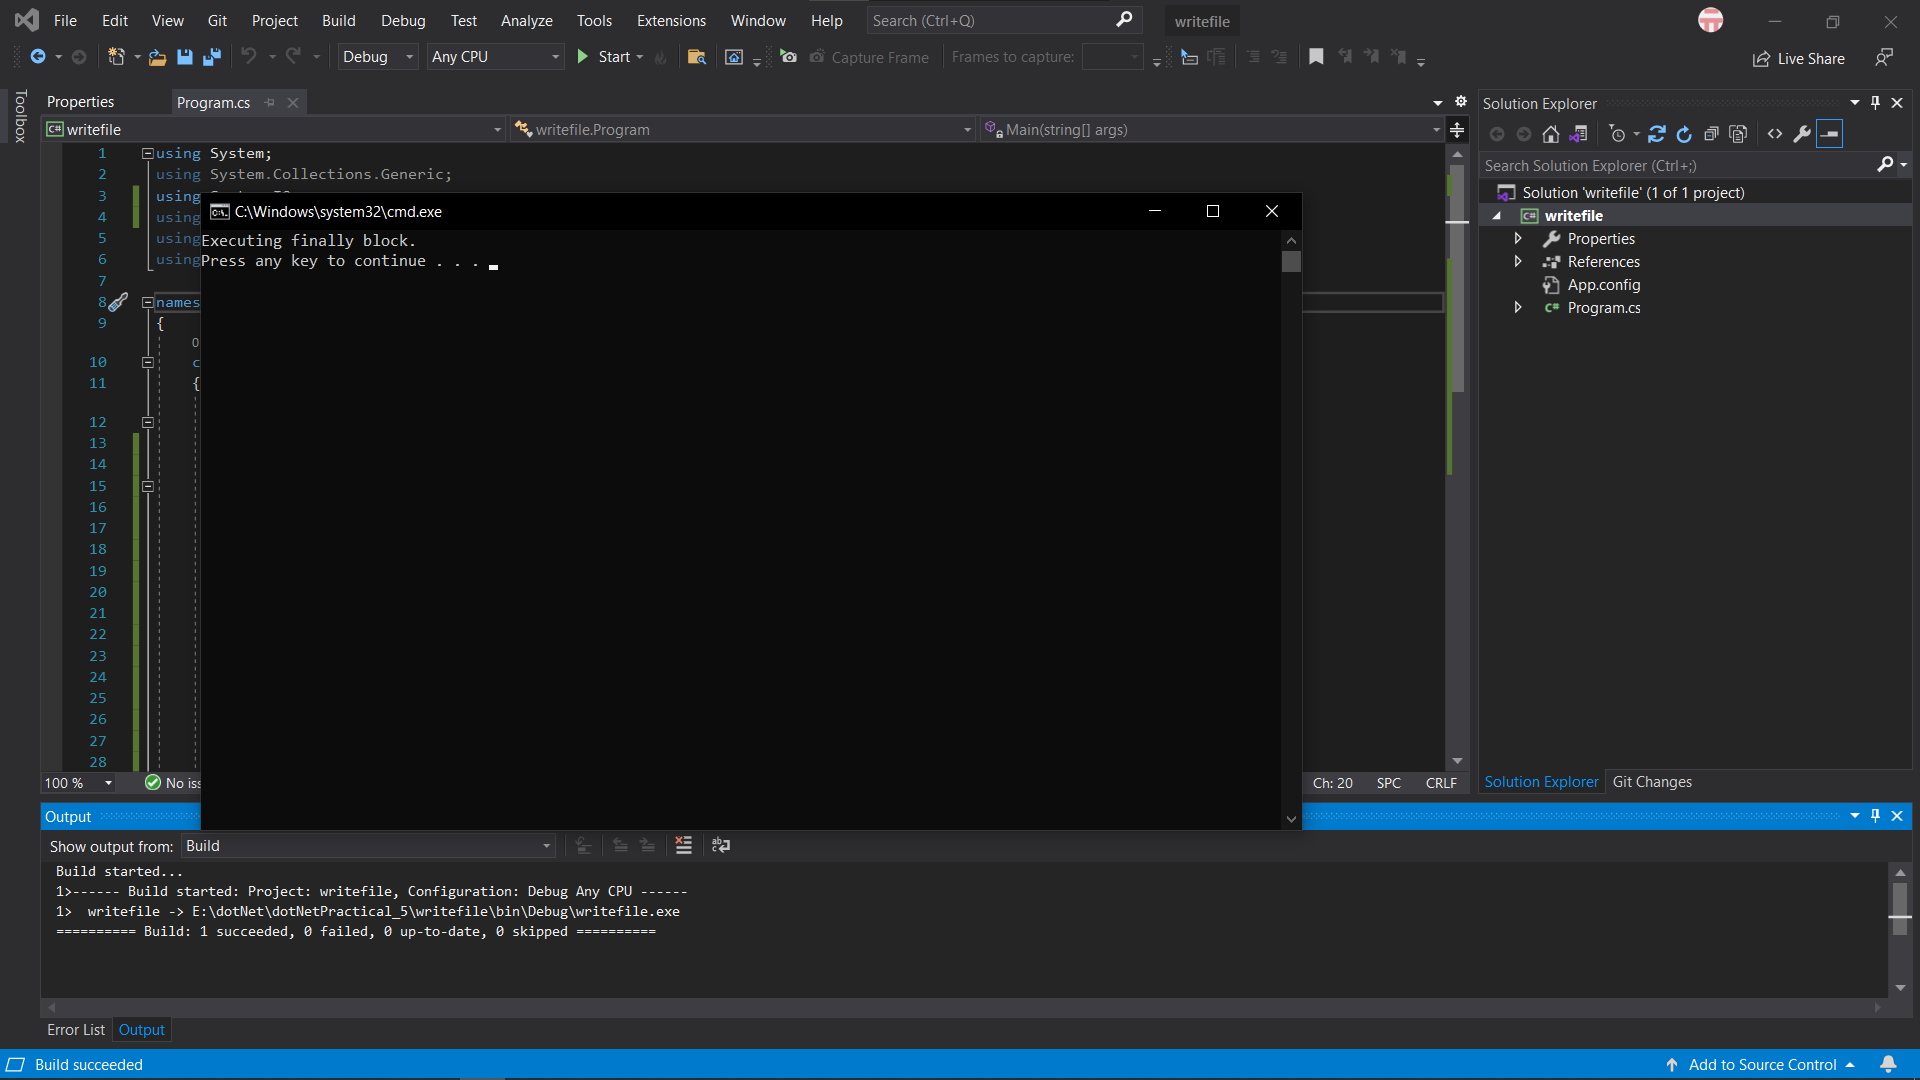 File Edit View Git Project Build Debug Test Analyze Tools Extensions Window Help Search (Ctrl+Q) writefile
Debug Any CPU Start Capture Frame Frames to capture: Live Share
Toolbox
Properties Program.cs
writefile writefile.Program Main(string[] args)
1 using System;
2 using System.Collections.Generic;
3 using
4 using
5 using
6 using
7
8 names
9 {
10 c
11 {
12
13
14
15
16
17
18
19
20
21
22
23
24
25
26
27
28
C:\Windows\system32\cmd.exe
Executing finally block.
Press any key to continue . . .
100 % No iss Ch: 20 SPC CRLF
Solution Explorer
Search Solution Explorer (Ctrl+;)
Solution 'writefile' (1 of 1 project)
writefile
Properties
References
App.config
Program.cs
Solution Explorer Git Changes
Output
Show output from: Build
Build started...
1>------ Build started: Project: writefile, Configuration: Debug Any CPU ------
1>  writefile -> E:\dotNet\dotNetPractical_5\writefile\bin\Debug\writefile.exe
========== Build: 1 succeeded, 0 failed, 0 up-to-date, 0 skipped ==========
Error List Output
Build succeeded Add to Source Control